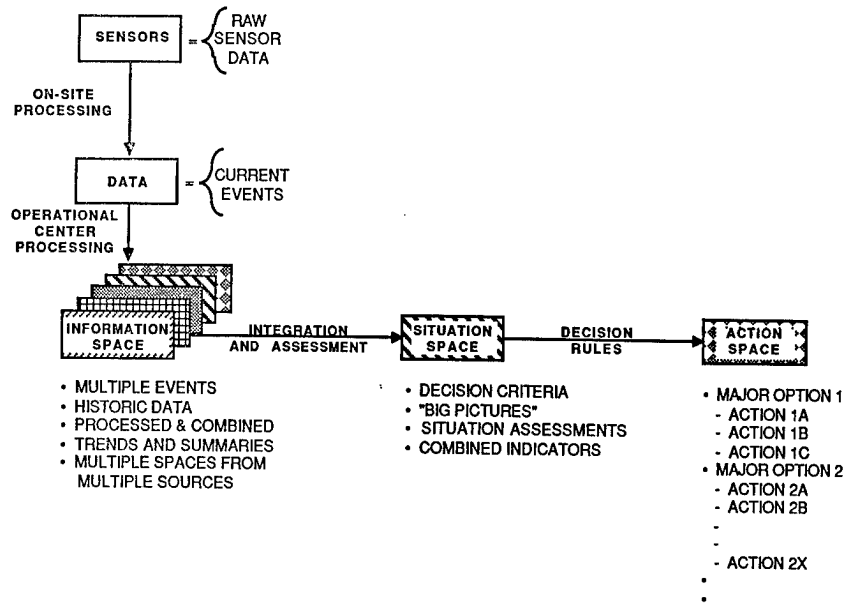 SENSORS
=
RAW
SENSOR
DATA
ON-SITE
PROCESSING
DATA
=
CURRENT
EVENTS
OPERATIONAL
CENTER
PROCESSING
INFORMATION
SPACE
INTEGRATION
AND ASSESSMENT
SITUATION
SPACE
DECISION
RULES
ACTION
SPACE
• MULTIPLE EVENTS
• HISTORIC DATA
• PROCESSED & COMBINED
• TRENDS AND SUMMARIES
• MULTIPLE SPACES FROM
MULTIPLE SOURCES
• DECISION CRITERIA
• "BIG PICTURES"
• SITUATION ASSESSMENTS
• COMBINED INDICATORS
• MAJOR OPTION 1
- ACTION 1A
- ACTION 1B
- ACTION 1C
• MAJOR OPTION 2
- ACTION 2A
- ACTION 2B
-
-
- ACTION 2X
•
•